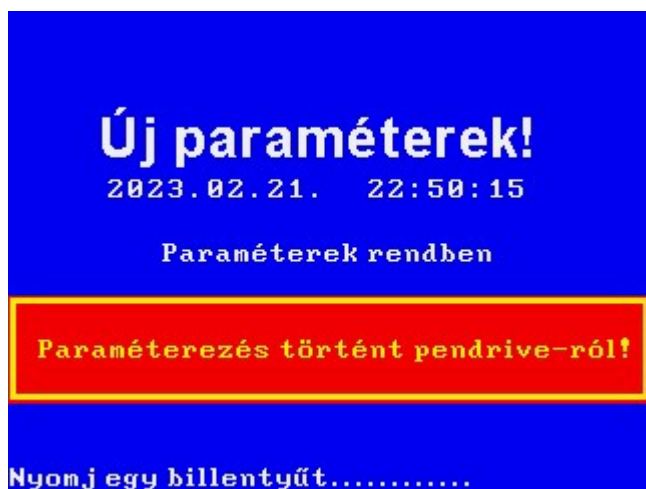 Új paraméterek!
2023.02.21. 22:50:15
Paraméterek rendben
Paraméterezés történt pendrive-ról!
Nyomj egy billentyűt............